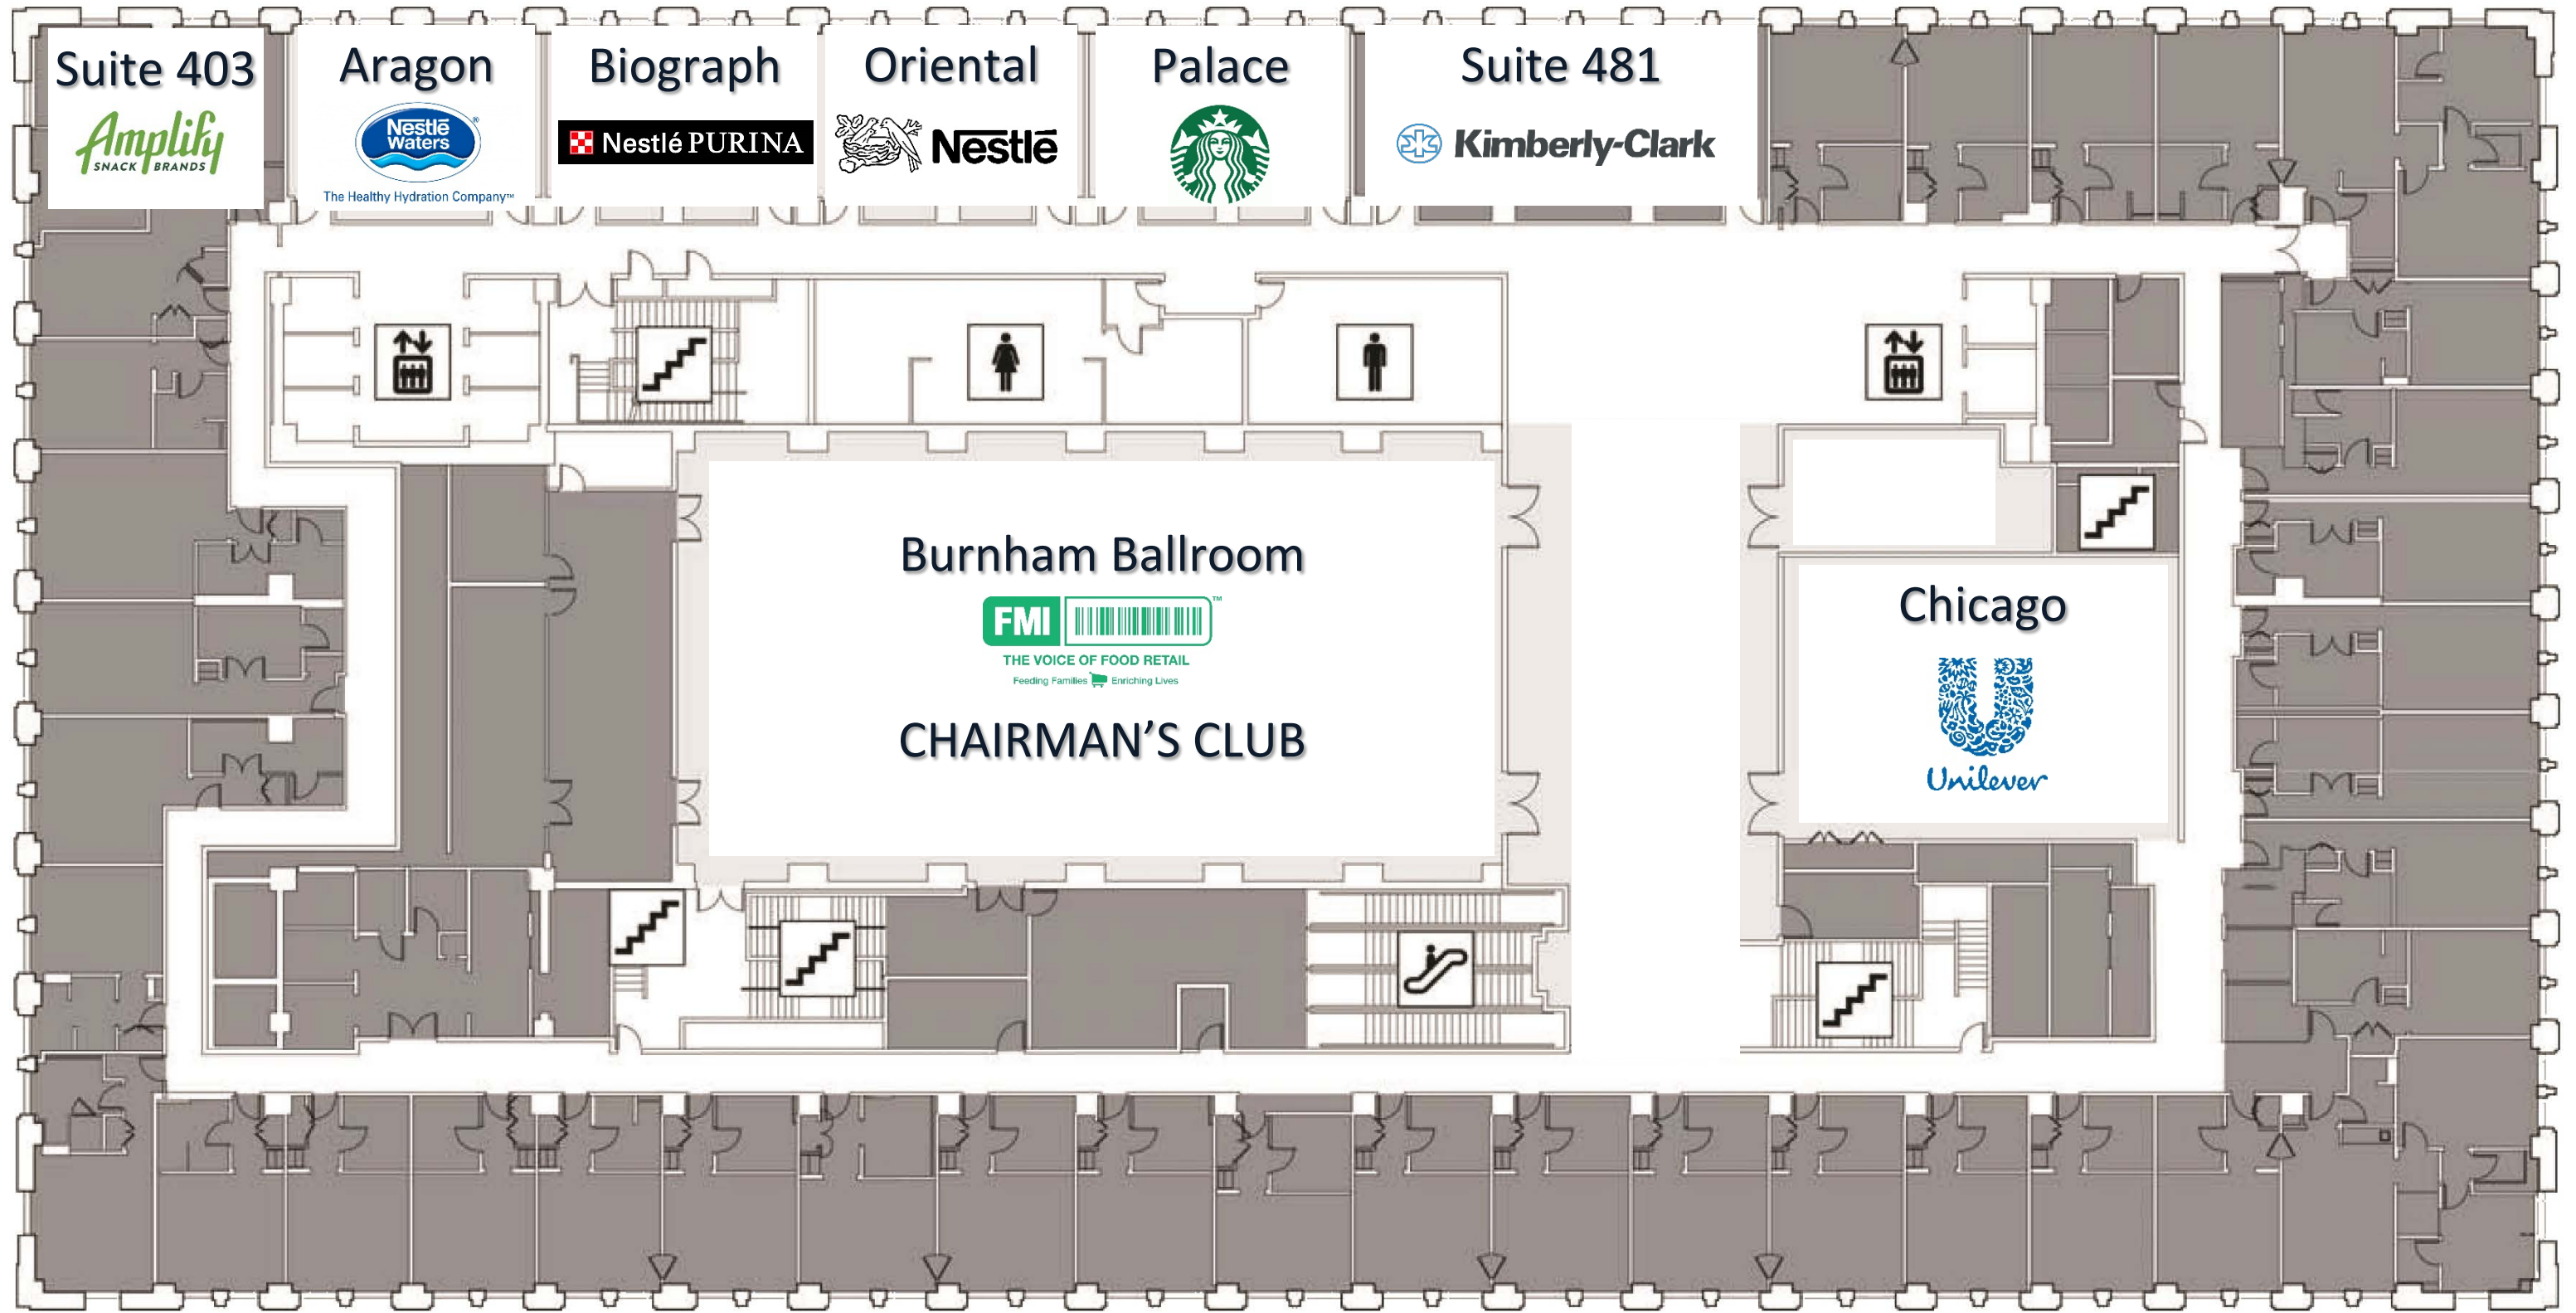 Suite 403
Amplify
SNACK BRANDS
Aragon
Nestlé
Waters
®
The Healthy Hydration Company™
Biograph
Nestlé PURINA
Oriental
Nestlé
Palace
Suite 481
Kimberly-Clark
Burnham Ballroom
FMI ™
THE VOICE OF FOOD RETAIL
Feeding Families Enriching Lives
CHAIRMAN’S CLUB
Chicago
Unilever